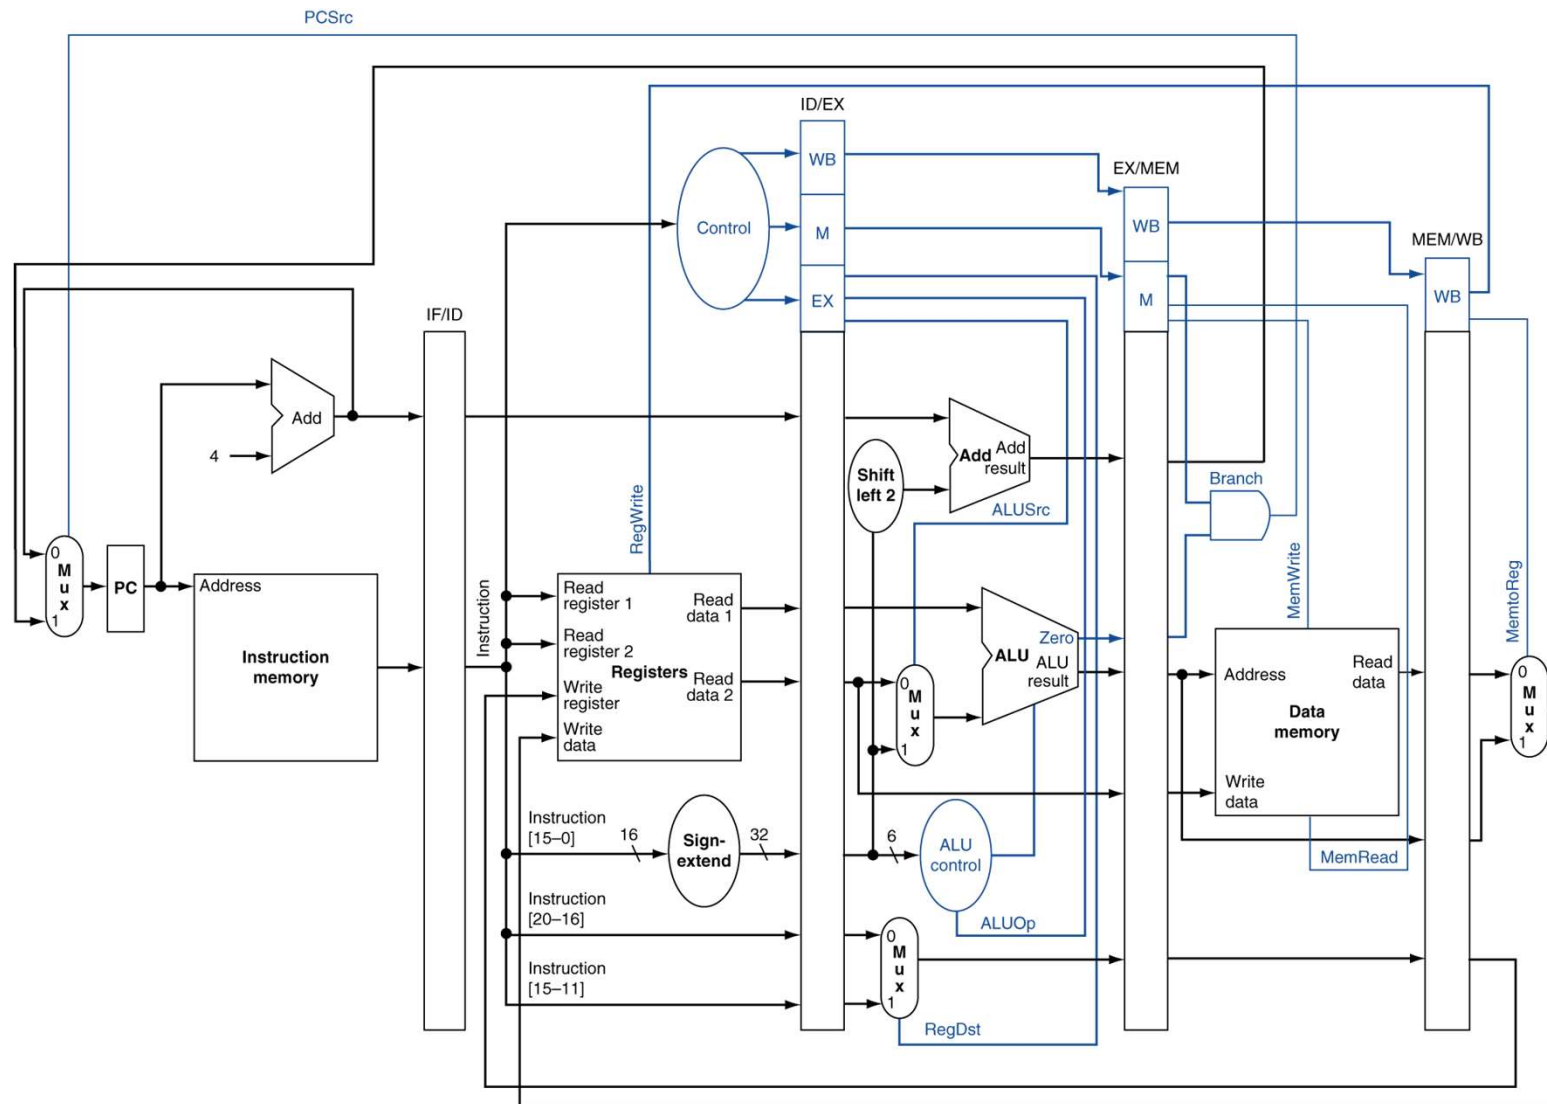 PCSrc
ID/EX
WB
EX/MEM
Control
M
WB
MEM/WB
EX
M
WB
IF/ID
Add
4
Add
Add
result
Shift
left 2
Branch
ALUSrc
RegWrite
MemWrite
MemtoReg
0
M
u
x
1
PC
Address
Instruction
memory
Instruction
Read
register 1
Read
data 1
Read
register 2
Registers
Read
data 2
Write
register
Write
data
Zero
ALU
ALU
result
0
M
u
x
1
Address
Read
data
Data
memory
Write
data
0
M
u
x
1
Instruction
[15–0]
16
Sign-
extend
32
6
ALU
control
MemRead
Instruction
[20–16]
ALUOp
0
M
u
x
1
Instruction
[15–11]
RegDst